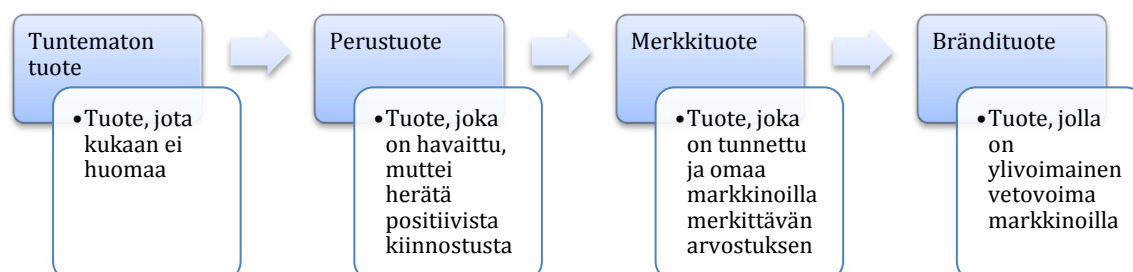 Tuntematon
tuote
•Tuote, jota
kukaan ei
huomaa
Perustuote
•Tuote, joka
on havaittu,
muttei
herätä
positiivista
kiinnostusta
Merkkituote
•Tuote, joka
on tunnettu
ja omaa
markkinoilla
merkittävän
arvostuksen
Brändituote
•Tuote, jolla
on
ylivoimainen
vetovoima
markkinoilla